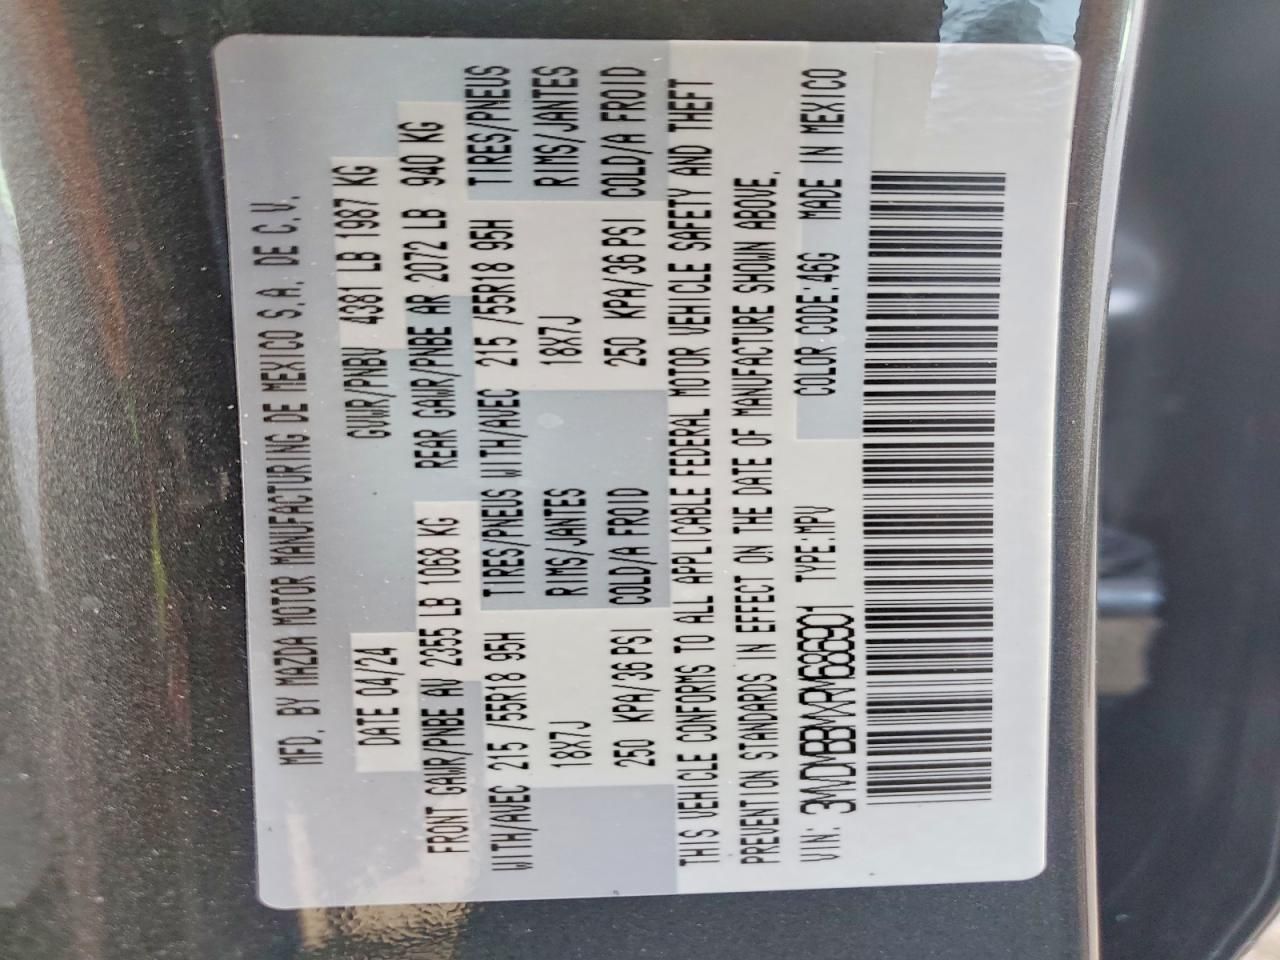 MFD. BY MAZDA MOTOR MANUFACTURING DE MEXICO S.A. DE C.V.
DATE 04/24 GVWR/PNBV 4381 LB 1987 KG
FRONT GAWR/PNBE AV 2355 LB 1068 KG REAR GAWR/PNBE AR 2072 LB 940 KG
WITH/AVEC 215 /55R18 95H TIRES/PNEUS WITH/AVEC 215 /55R18 95H TIRES/PNEUS
18X7J RIMS/JANTES 18X7J RIMS/JANTES
250 KPA/36 PSI COLD/A FROID 250 KPA/36 PSI COLD/A FROID
THIS VEHICLE CONFORMS TO ALL APPLICABLE FEDERAL MOTOR VEHICLE SAFETY AND THEFT
PREVENTION STANDARDS IN EFFECT ON THE DATE OF MANUFACTURE SHOWN ABOVE.
VIN: 3MVDMBBMXRM686901 TYPE:MPV COLOR CODE:46G MADE IN MEXICO